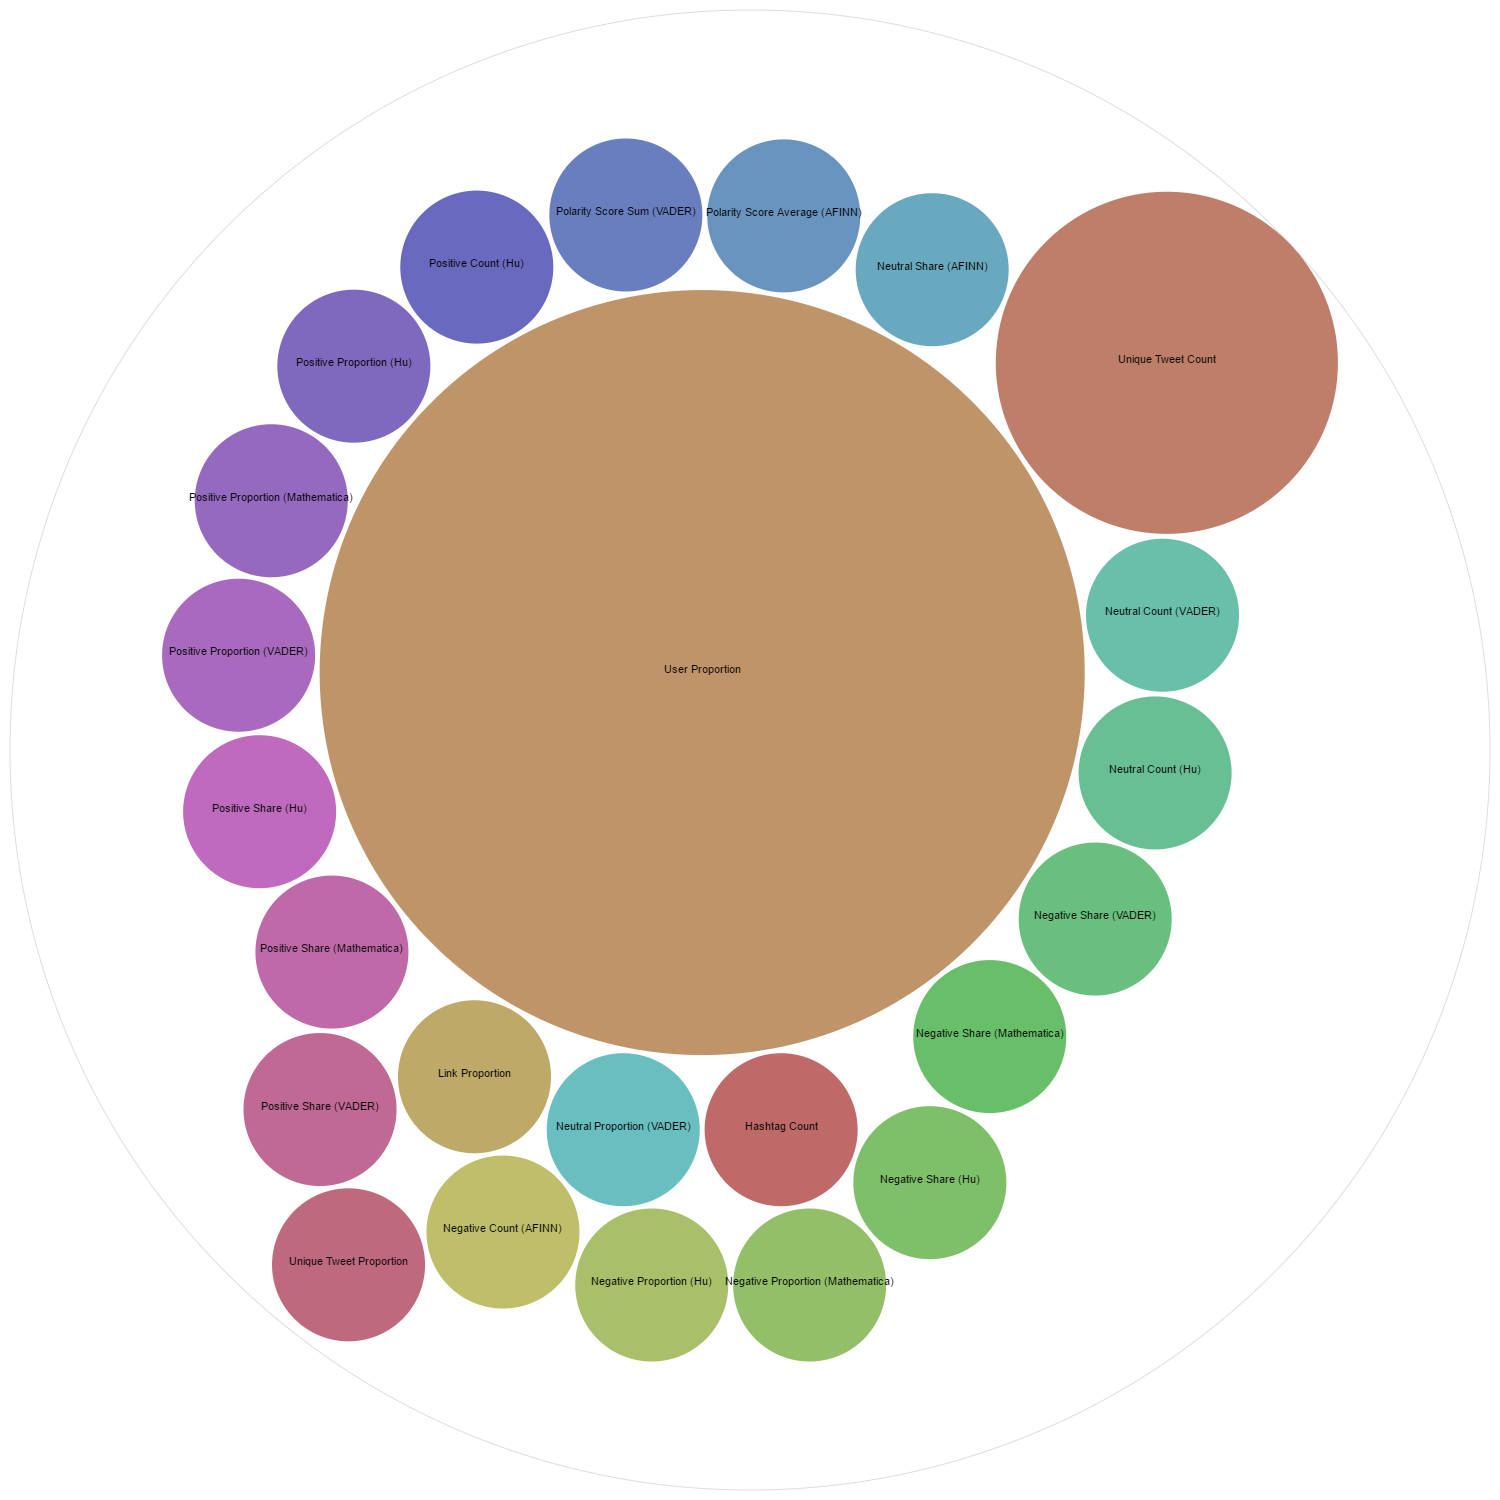 Polarity Score Sum (VADER)
Polarity Score Average (AFINN)
Positive Count (Hu)
Neutral Share (AFINN)
Unique Tweet Count
Positive Proportion (Hu)
Positive Proportion (Mathematica)
Neutral Count (VADER)
Positive Proportion (VADER)
User Proportion
Neutral Count (Hu)
Positive Share (Hu)
Negative Share (VADER)
Positive Share (Mathematica)
Negative Share (Mathematica)
Link Proportion
Positive Share (VADER)
Neutral Proportion (VADER)
Hashtag Count
Negative Share (Hu)
Negative Count (AFINN)
Unique Tweet Proportion
Negative Proportion (Hu)
Negative Proportion (Mathematica)